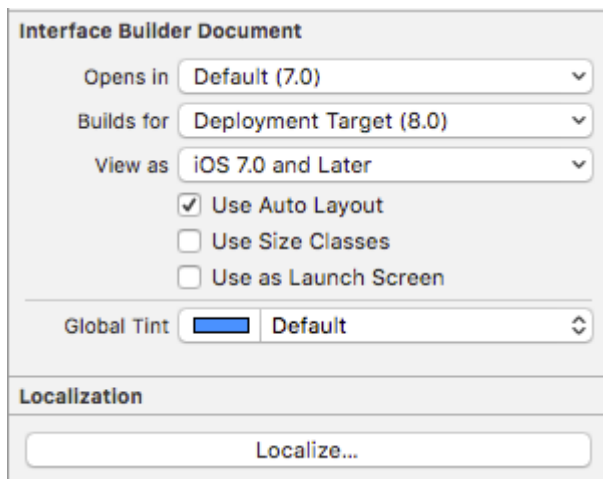 Interface Builder Document
Opens in Default (7.0)
Builds for Deployment Target (8.0)
View as iOS 7.0 and Later
Use Auto Layout
Use Size Classes
Use as Launch Screen
Global Tint Default
Localization
Localize...